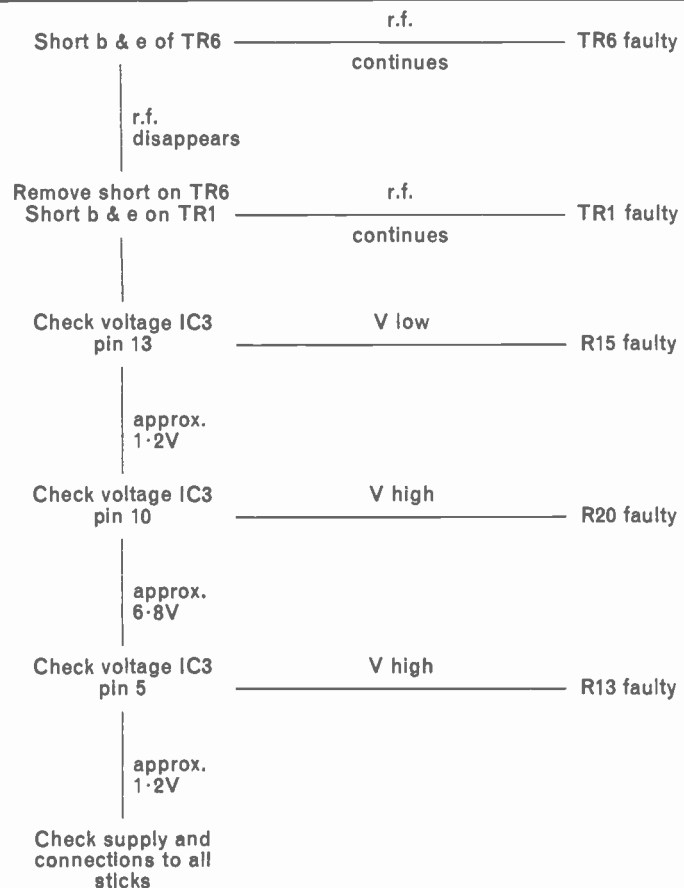 r.f.
Short b & e of TR6
TR6 faulty
continues
r.f.
disappears
Remove short on TR6
r.f.
Short b & e on TR1
TR1 faulty
continues
Check voltage IC3
V low
pin 13
R15 faulty
approx.
1·2V
Check voltage IC3
V high
pin 10
R20 faulty
approx.
6·8V
Check voltage IC3
V high
pin 5
R13 faulty
approx.
1·2V
Check supply and
connections to all
sticks